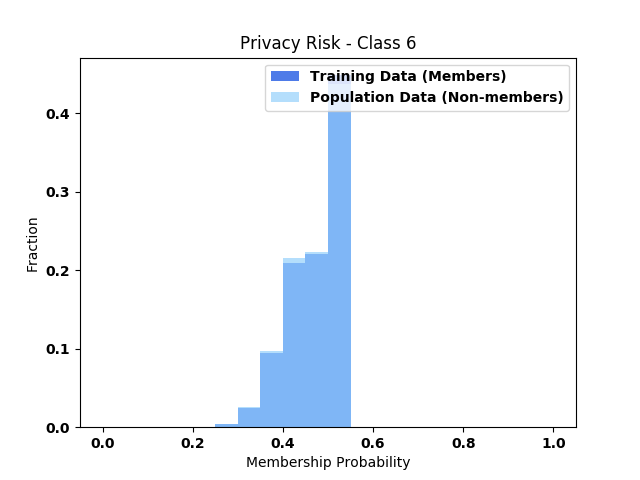 Privacy Risk - Class 6
Training Data (Members)
Population Data (Non-members)
0.4
0.3
0.2
0.1
0.0
Fraction
0.0 0.2 0.4 0.6 0.8 1.0
Membership Probability